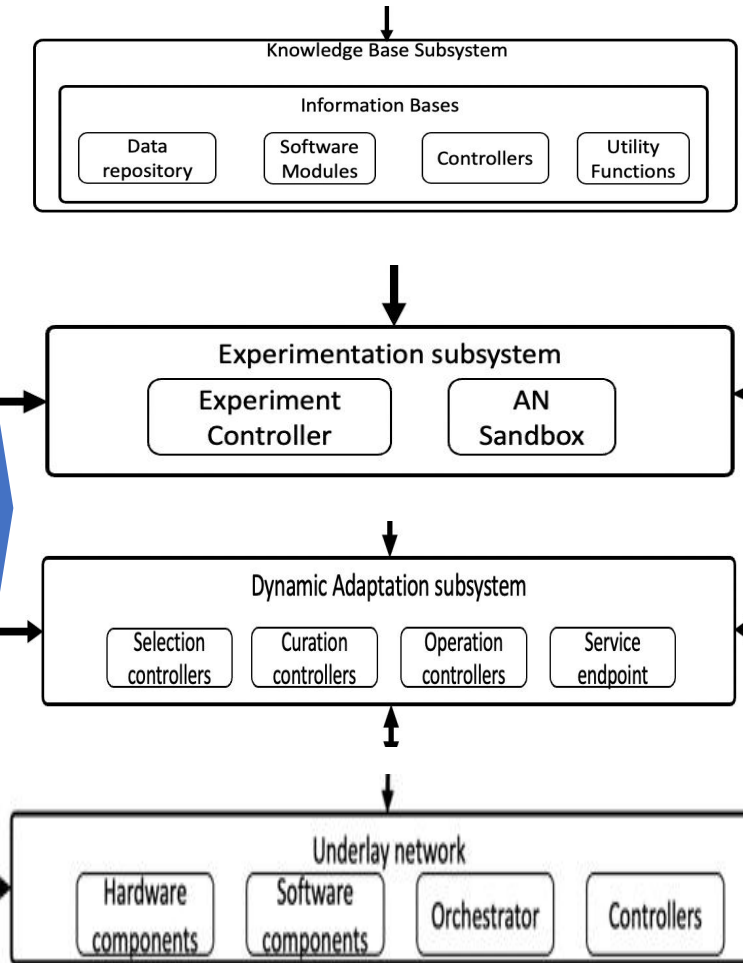 Knowledge Base Subsystem
Information Bases
Data
repository
Software
Modules
Controllers
Utility
Functions
Experimentation subsystem
Experiment
Controller
AN
Sandbox
Dynamic Adaptation subsystem
Selection
controllers
Curation
controllers
Operation
controllers
Service
endpoint
Underlay network
Hardware
components
Software
components
Orchestrator
Controllers